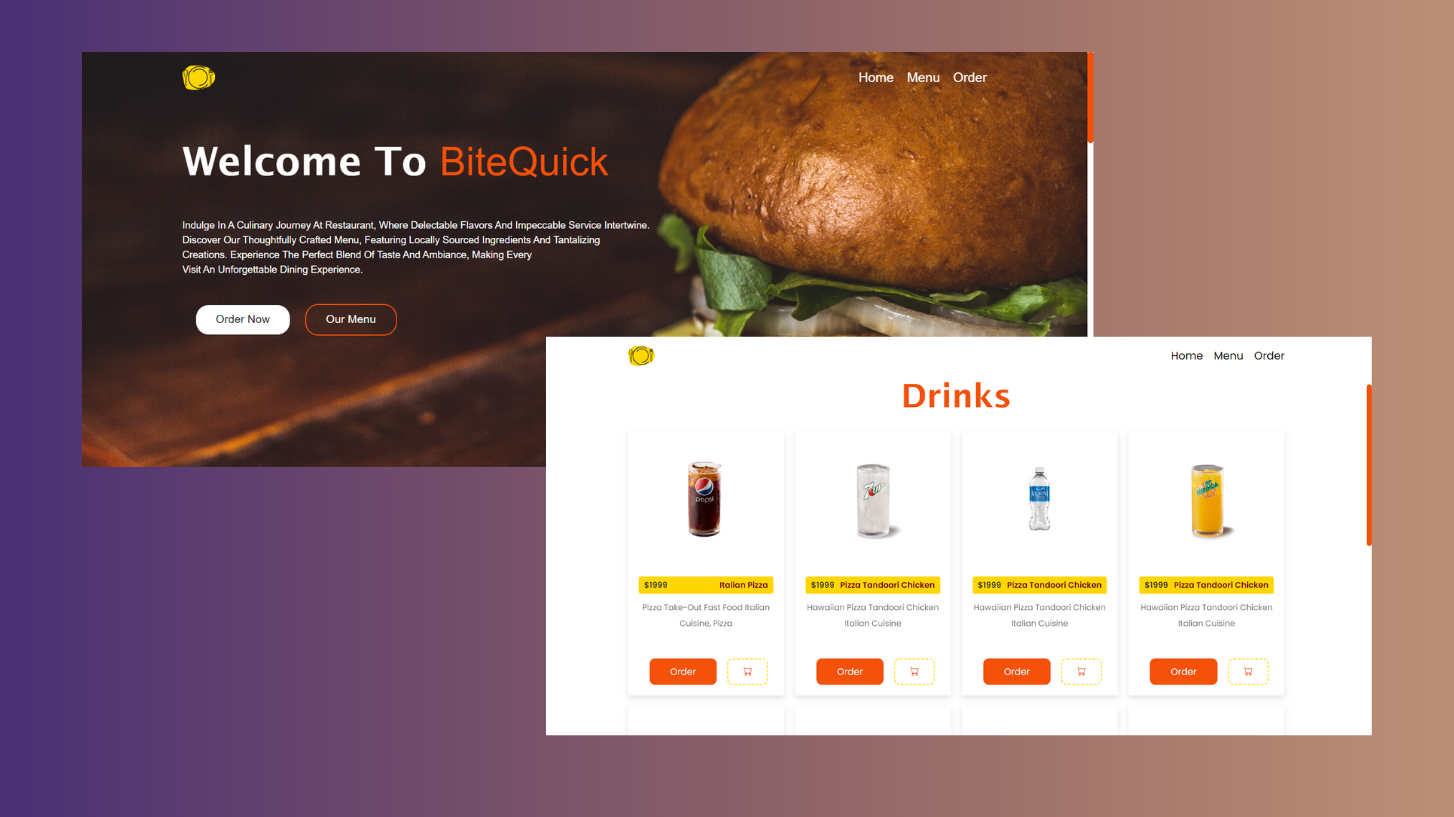 Home Menu Order
Welcome To BiteQuick
Indulge In A Culinary Journey At Restaurant, Where Delectable Flavors And Impeccable Service Intertwine.
Discover Our Thoughtfully Crafted Menu, Featuring Locally Sourced Ingredients And Tantalizing
Creations. Experience The Perfect Blend Of Taste And Ambiance, Making Every
Visit An Unforgettable Dining Experience.
Order Now Our Menu
Home Menu Order
Drinks
pepsi
7up
$1999 Italian Pizza
Pizza Take-Out Fast Food Italian
Cuisine, Pizza
Order
$1999 Pizza Tandoori Chicken
Hawaiian Pizza Tandoori Chicken
Italian Cuisine
Order
$1999 Pizza Tandoori Chicken
Hawaiian Pizza Tandoori Chicken
Italian Cuisine
Order
$1999 Pizza Tandoori Chicken
Hawaiian Pizza Tandoori Chicken
Italian Cuisine
Order